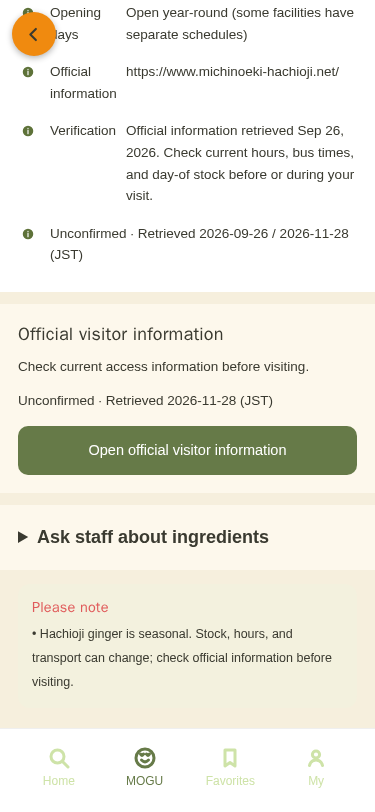 Opening Open year-round (some facilities have
days separate schedules)
Official https://www.michinoeki-hachioji.net/
information
Verification Official information retrieved Sep 26,
2026. Check current hours, bus times,
and day-of stock before or during your
visit.
Unconfirmed · Retrieved 2026-09-26 / 2026-11-28
(JST)
Official visitor information
Check current access information before visiting.
Unconfirmed · Retrieved 2026-11-28 (JST)
Open official visitor information
Ask staff about ingredients
Please note
• Hachioji ginger is seasonal. Stock, hours, and
transport can change; check official information before
visiting.
Home MOGU Favorites My